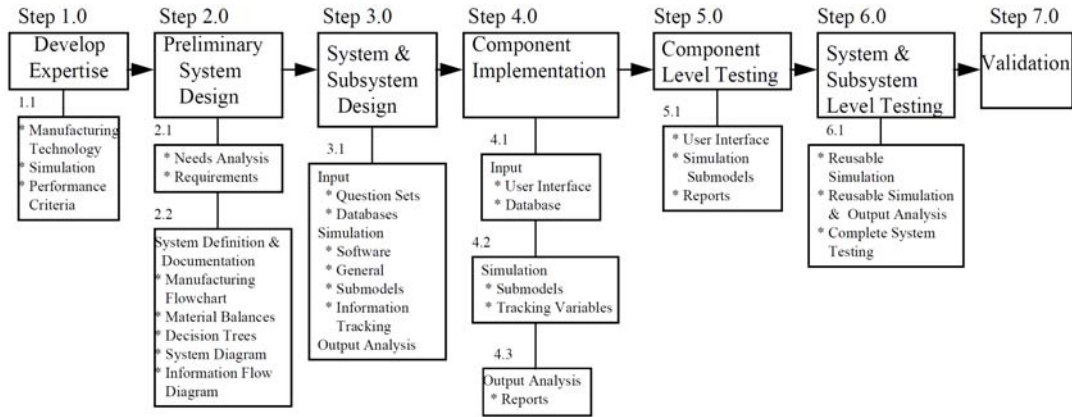 Step 1.0
Develop
Expertise
1.1
* Manufacturing
Technology
* Simulation
* Performance
Criteria
Step 2.0
Preliminary
System
Design
2.1
* Needs Analysis
* Requirements
2.2
System Definition &
Documentation
* Manufacturing
Flowchart
* Material Balances
* Decision Trees
* System Diagram
* Information Flow
Diagram
Step 3.0
System &
Subsystem
Design
3.1
Input
* Question Sets
* Databases
Simulation
* Software
* General
* Submodels
* Information
Tracking
Output Analysis
Step 4.0
Component
Implementation
4.1
Input
* User Interface
* Database
4.2
Simulation
* Submodels
* Tracking Variables
4.3
Output Analysis
* Reports
Step 5.0
Component
Level Testing
5.1
* User Interface
* Simulation
Submodels
* Reports
Step 6.0
System &
Subsystem
Level Testing
6.1
* Reusable
Simulation
* Reusable Simulation
& Output Analysis
* Complete System
Testing
Step 7.0
Validation